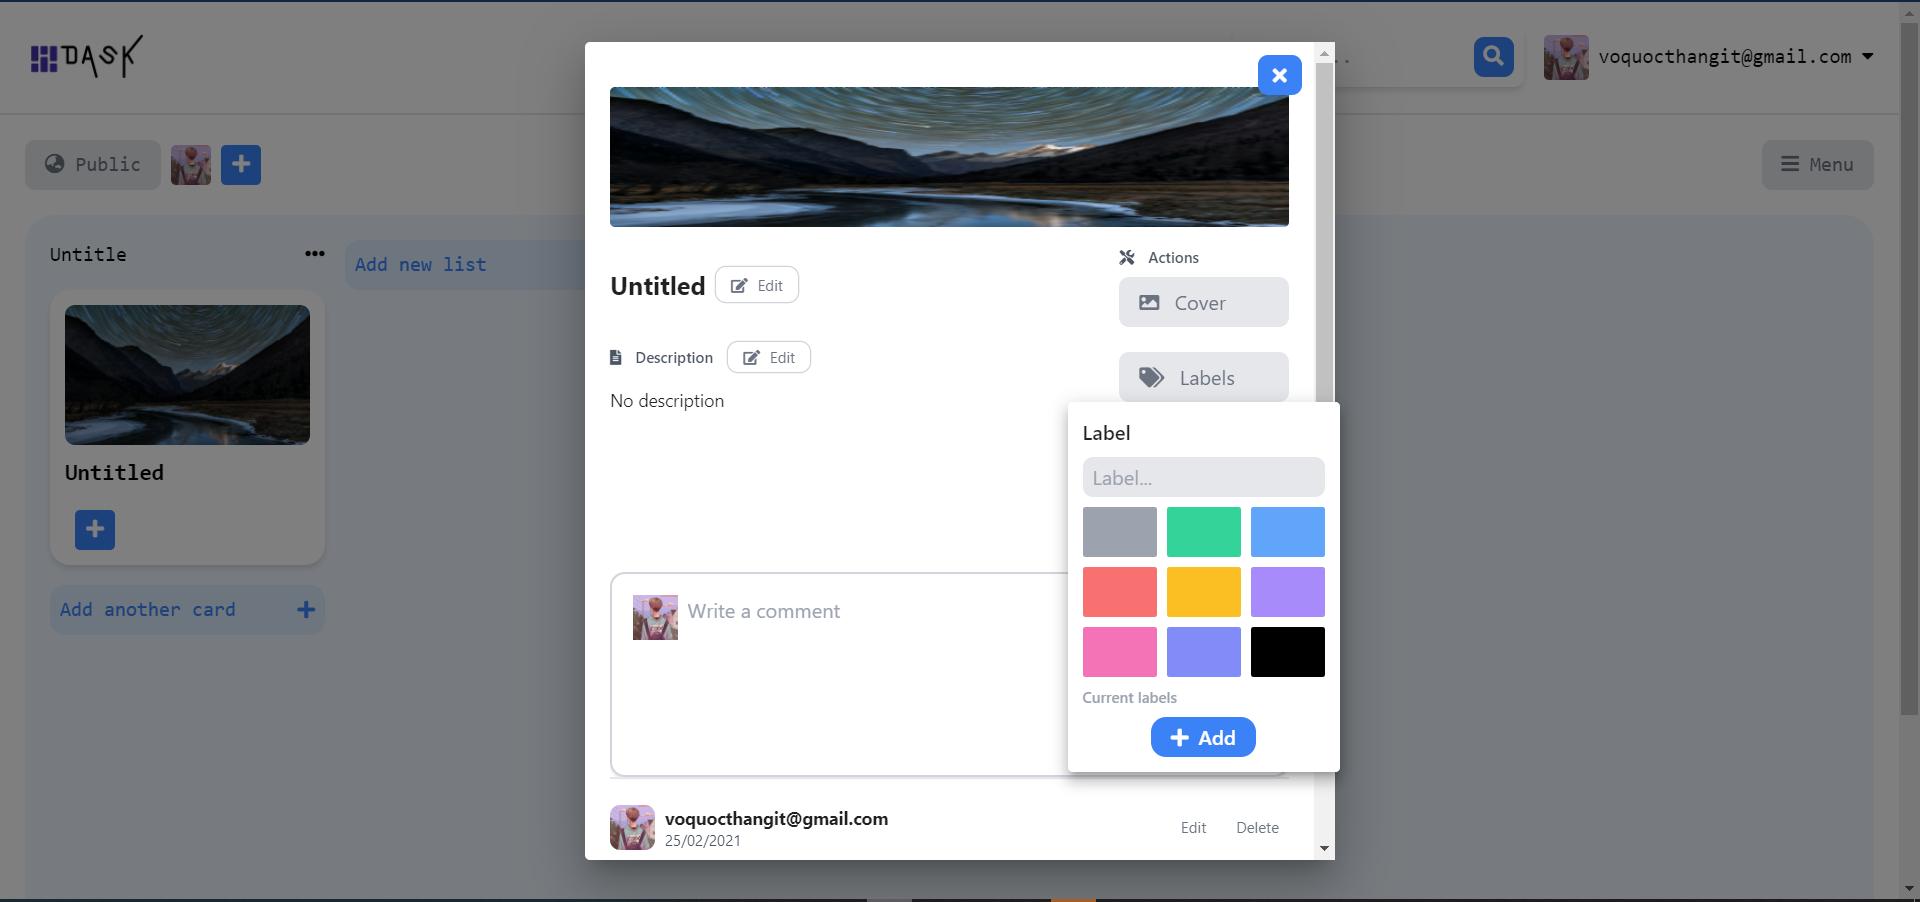 DASK
..
voquocthangit@gmail.com
Public
Menu
Untitle
Add new list
Untitled
Add another card
Actions
Cover
Untitled
Edit
Labels
Description
Edit
No description
Label
Label...
Current labels
Add
Write a comment
voquocthangit@gmail.com
25/02/2021
Edit
Delete